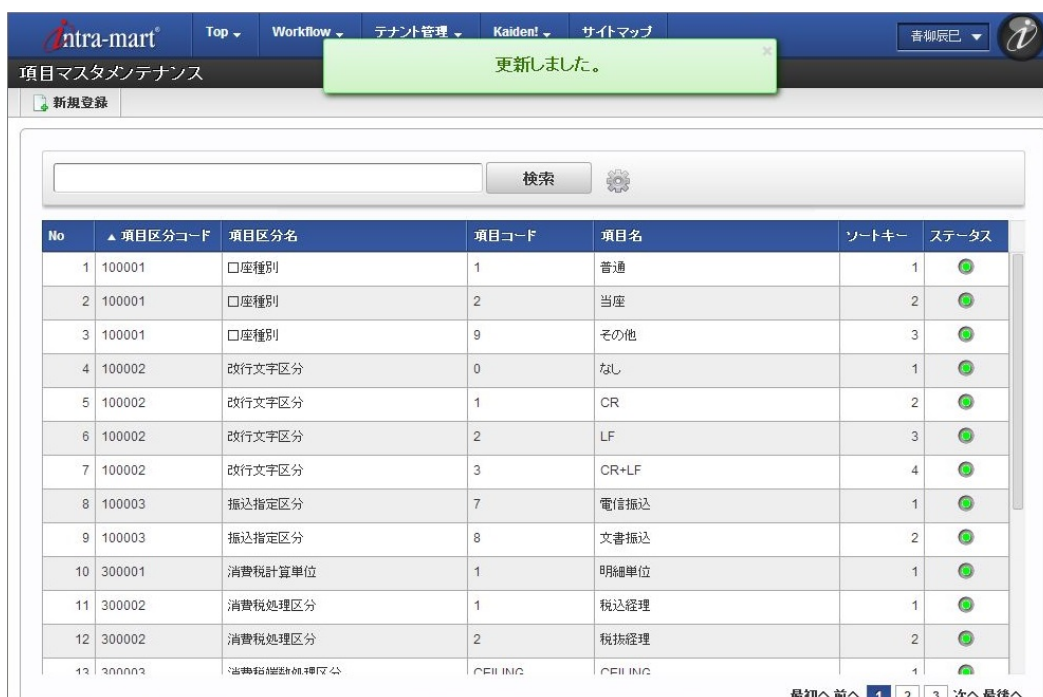 intra-mart® Top Workflow テナント管理 Kaiden! サイトマップ 青柳辰巳
更新しました。 ×
項目マスタメンテナンス
新規登録
検索
No ▲ 項目区分コード 項目区分名 項目コード 項目名 ソートキー ステータス
1 100001 口座種別 1 普通 1
2 100001 口座種別 2 当座 2
3 100001 口座種別 9 その他 3
4 100002 改行文字区分 0 なし 1
5 100002 改行文字区分 1 CR 2
6 100002 改行文字区分 2 LF 3
7 100002 改行文字区分 3 CR+LF 4
8 100003 振込指定区分 7 電信振込 1
9 100003 振込指定区分 8 文書振込 2
10 300001 消費税計算単位 1 明細単位 1
11 300002 消費税処理区分 1 税込経理 1
12 300002 消費税処理区分 2 税抜経理 2
13 300003 消費税端数処理区分 CEILING CEILING 1
最初へ 前へ 1 2 3 次へ 最後へ